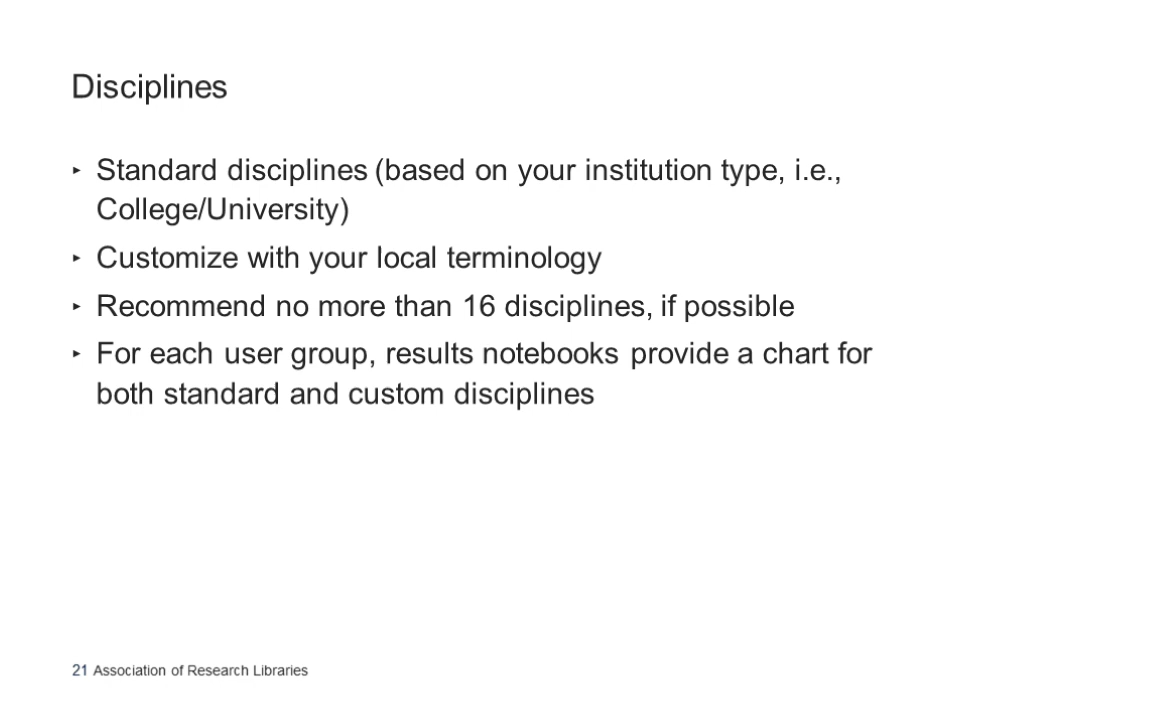 Disciplines
‣ Standard disciplines (based on your institution type, i.e.,
College/University)
‣ Customize with your local terminology
‣ Recommend no more than 16 disciplines, if possible
‣ For each user group, results notebooks provide a chart for
both standard and custom disciplines
21 Association of Research Libraries